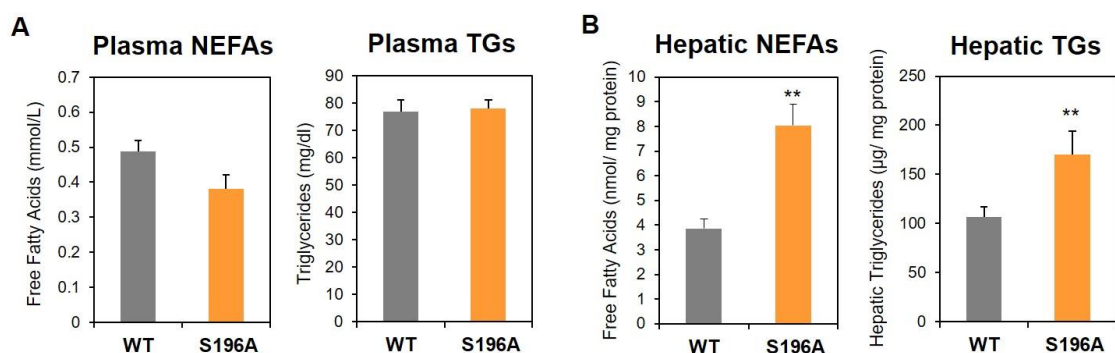 A
Plasma NEFAs
Free Fatty Acids (mmol/L)
0.7
0.6
0.5
0.4
0.3
0.2
0.1
0
WT S196A
Plasma TGs
Triglycerides (mg/dl)
90
80
70
60
50
40
30
20
10
0
WT S196A
B
Hepatic NEFAs
Free Fatty Acids (nmol/ mg protein)
10
9
8
7
6
5
4
3
2
1
0
**
WT S196A
Hepatic TGs
Hepatic Triglycerides (µg/ mg protein)
250
200
150
100
50
0
**
WT S196A